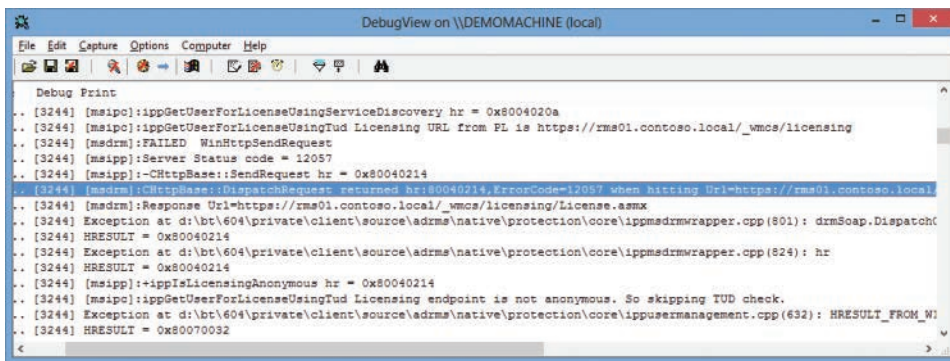 DebugView on \\DEMOMACHINE (local)
File Edit Capture Options Computer Help
Debug Print
.. [3244] [msipc]:ippGetUserForLicenseUsingServiceDiscovery hr = 0x8004020a
.. [3244] [msipc]:ippGetUserForLicenseUsingTud Licensing URL from PL is https://rms01.contoso.local/_wmcs/licensing
.. [3244] [msdrm]:FAILED WinHttpSendRequest
.. [3244] [msipp]:Server Status code = 12057
.. [3244] [msipp]:-CHttpBase::SendRequest hr = 0x80040214
.. [3244] [msdrm]:CHttpBase::DispatchRequest returned hr:80040214,ErrorCode=12057 when hitting Url=https://rms01.contoso.local/
.. [3244] [msdrm]:Response Url=https://rms01.contoso.local/_wmcs/licensing/License.asmx
.. [3244] Exception at d:\bt\604\private\client\source\adrms\native\protection\core\ippmsdrmwrapper.cpp(801): drmSoap.Dispatch
.. [3244] HRESULT = 0x80040214
.. [3244] Exception at d:\bt\604\private\client\source\adrms\native\protection\core\ippmsdrmwrapper.cpp(824): hr
.. [3244] HRESULT = 0x80040214
.. [3244] [msipp]:+ippIsLicensingAnonymous hr = 0x80040214
.. [3244] [msipc]:ippGetUserForLicenseUsingTud Licensing endpoint is not anonymous. So skipping TUD check.
.. [3244] Exception at d:\bt\604\private\client\source\adrms\native\protection\core\ippusermanagement.cpp(632): HRESULT_FROM_WI
.. [3244] HRESULT = 0x80070032